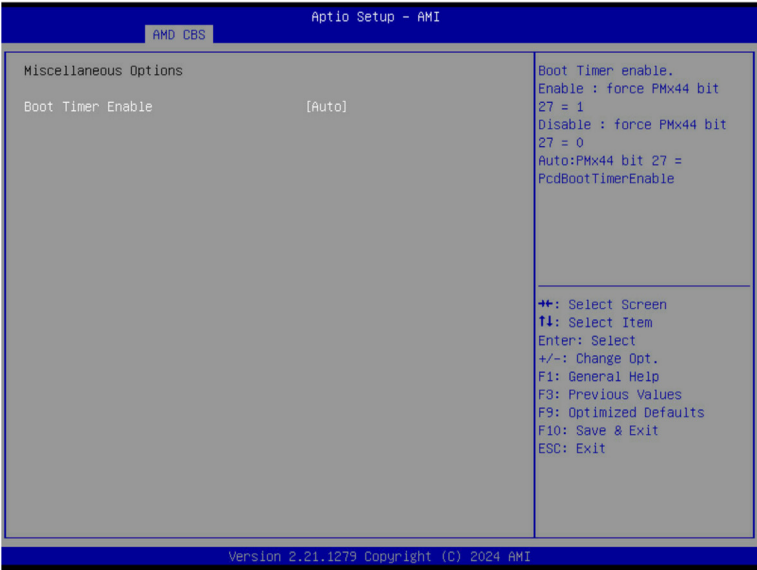 Aptio Setup - AMI
AMD CBS
Miscellaneous Options
Boot Timer Enable [Auto]
Boot Timer enable.
Enable : force PMx44 bit
27 = 1
Disable : force PMx44 bit
27 = 0
Auto:PMx44 bit 27 =
PcdBootTimerEnable
→←: Select Screen
↑↓: Select Item
Enter: Select
+/-: Change Opt.
F1: General Help
F3: Previous Values
F9: Optimized Defaults
F10: Save & Exit
ESC: Exit
Version 2.21.1279 Copyright (C) 2024 AMI